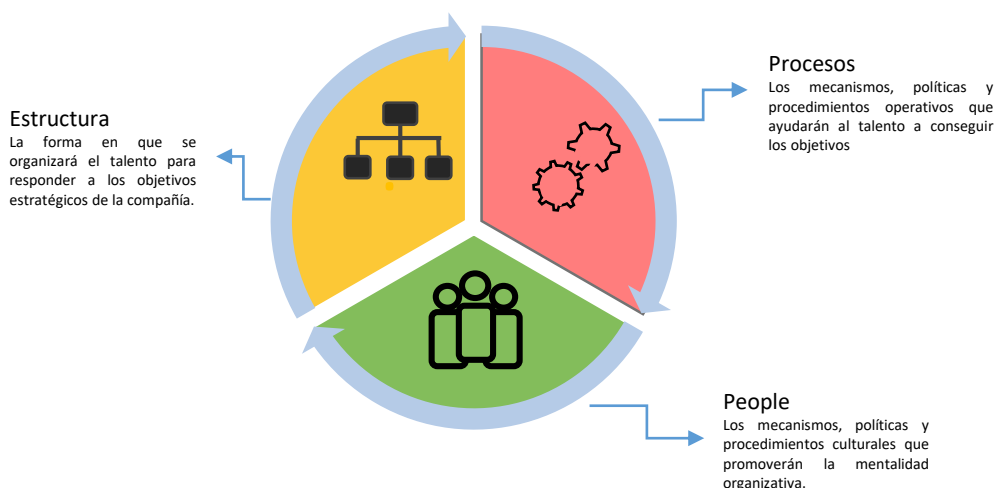 Estructura
La forma en que se
organizará el talento para
responder a los objetivos
estratégicos de la compañía.
Procesos
Los mecanismos, políticas y
procedimientos operativos que
ayudarán al talento a conseguir
los objetivos
People
Los mecanismos, políticas y
procedimientos culturales que
promoverán la mentalidad
organizativa.